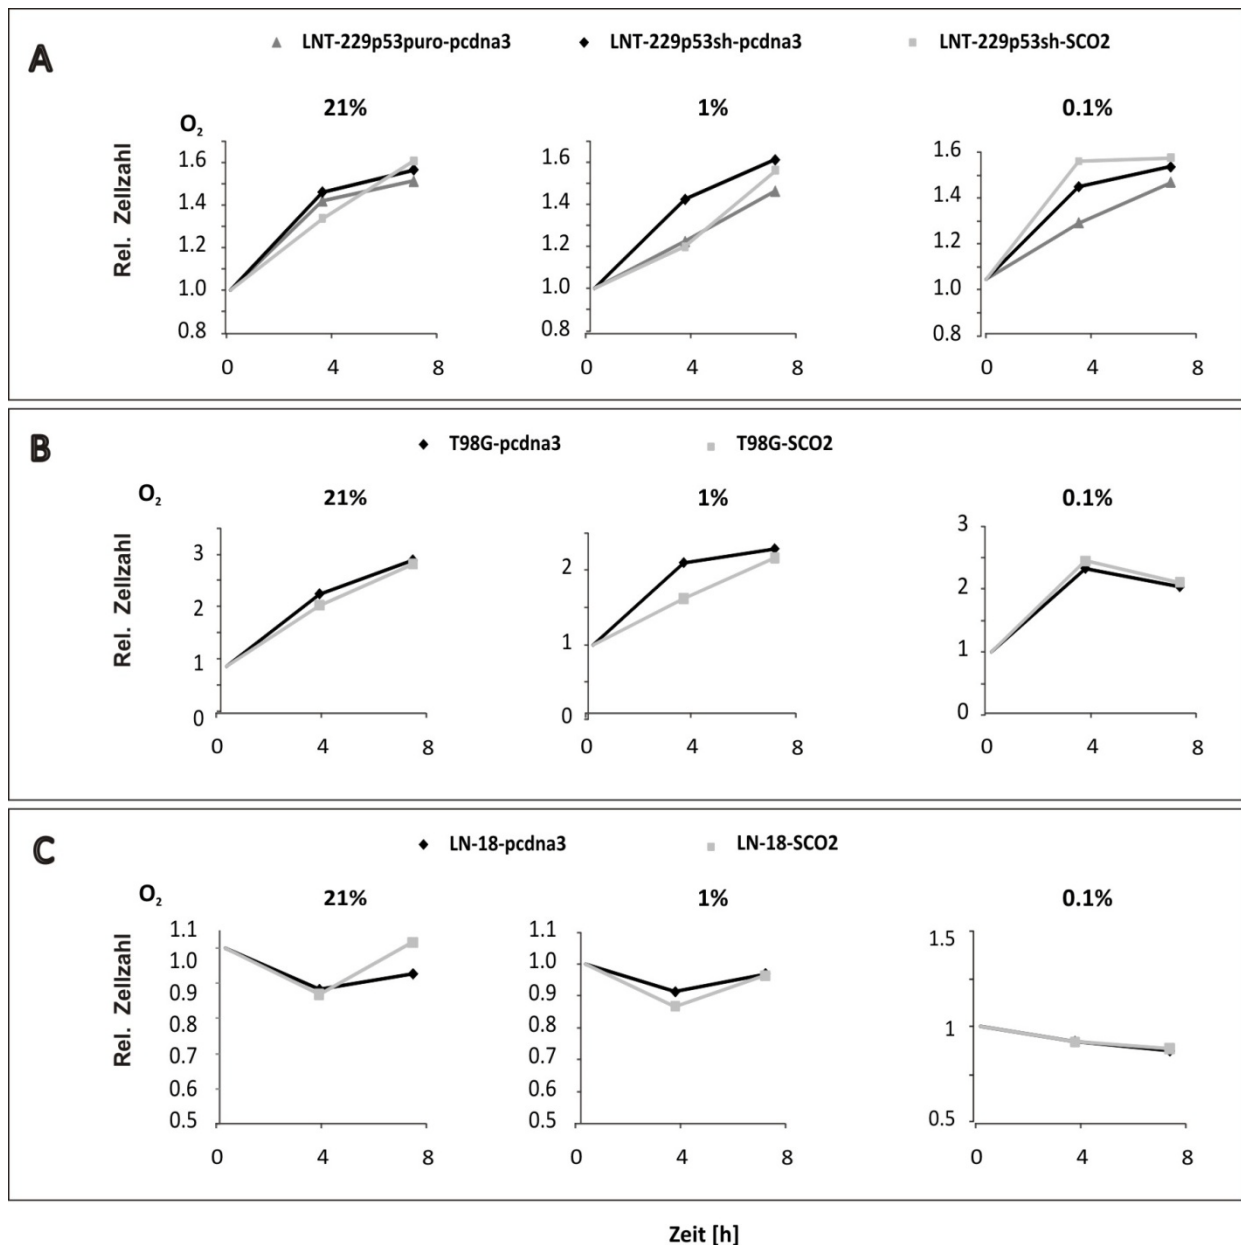 A
LNT-229p53puro-pcdna3 LNT-229p53sh-pcdna3 LNT-229p53sh-SCO2
O2 21% 1% 0.1%
Rel. Zellzahl
1.6
1.4
1.2
1.0
0.8
0 4 8
1.6
1.4
1.2
1.0
0.8
0 4 8
1.6
1.4
1.2
1.0
0.8
0 4 8
B
T98G-pcdna3 T98G-SCO2
O2 21% 1% 0.1%
Rel. Zellzahl
3
2
1
0
0 4 8
2
1
0
0 4 8
3
2
1
0
0 4 8
C
LN-18-pcdna3 LN-18-SCO2
O2 21% 1% 0.1%
Rel. Zellzahl
1.1
1.0
0.9
0.8
0.7
0.6
0.5
0 4 8
1.1
1.0
0.9
0.8
0.7
0.6
0.5
0 4 8
1.5
1
0.5
0 4 8
Zeit [h]